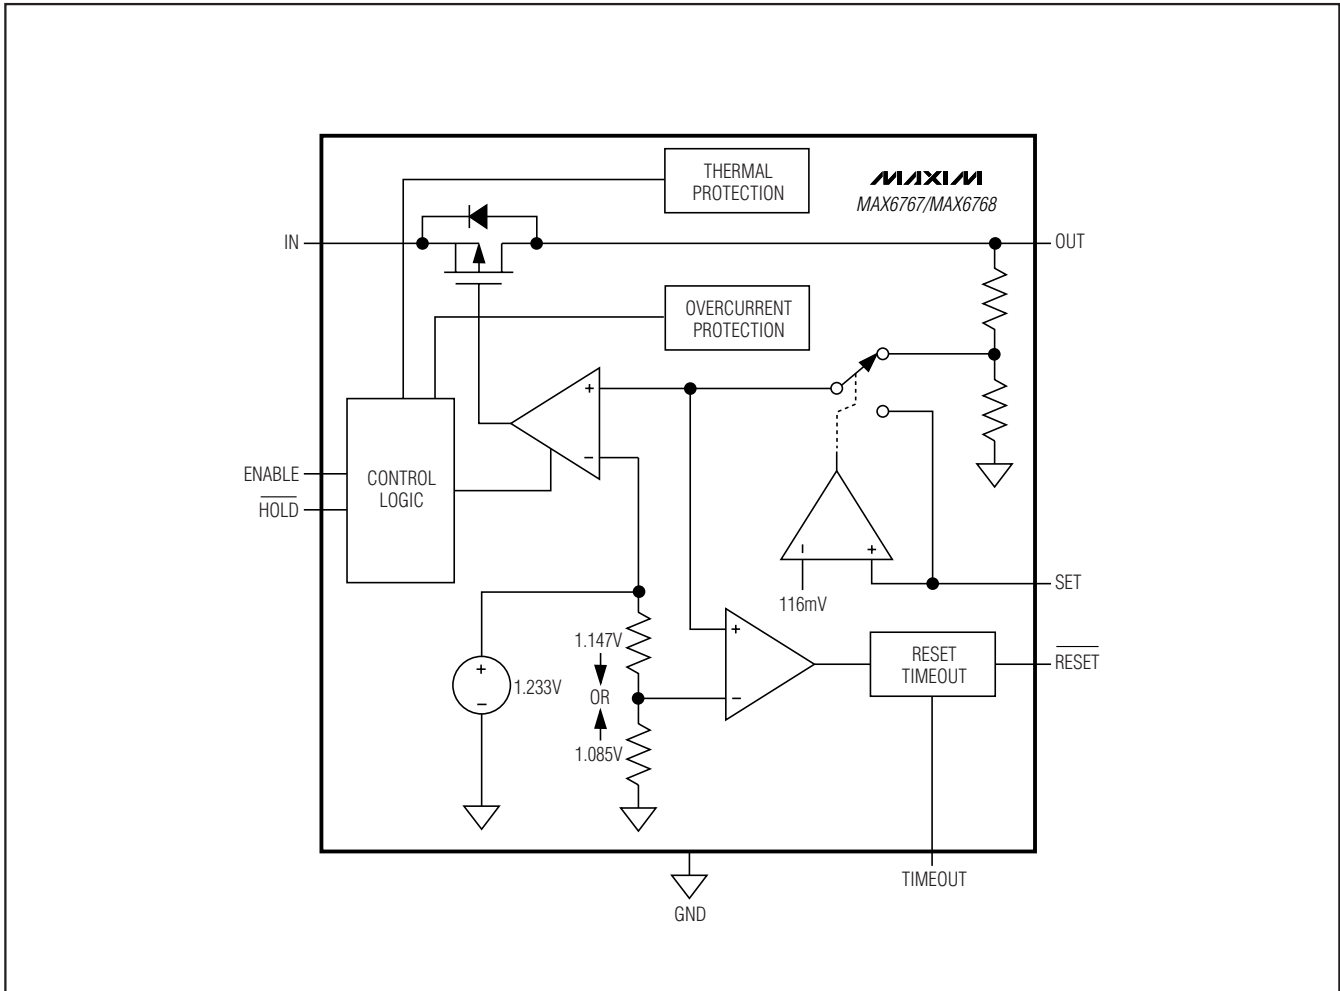 THERMAL
PROTECTION
MAXIM
MAX6767/MAX6768
IN
OUT
OVERCURRENT
PROTECTION
+
−
ENABLE
HOLD
CONTROL
LOGIC
−
+
116mV
SET
1.147V
OR
1.085V
+
−
1.233V
+
−
RESET
TIMEOUT
RESET
TIMEOUT
GND